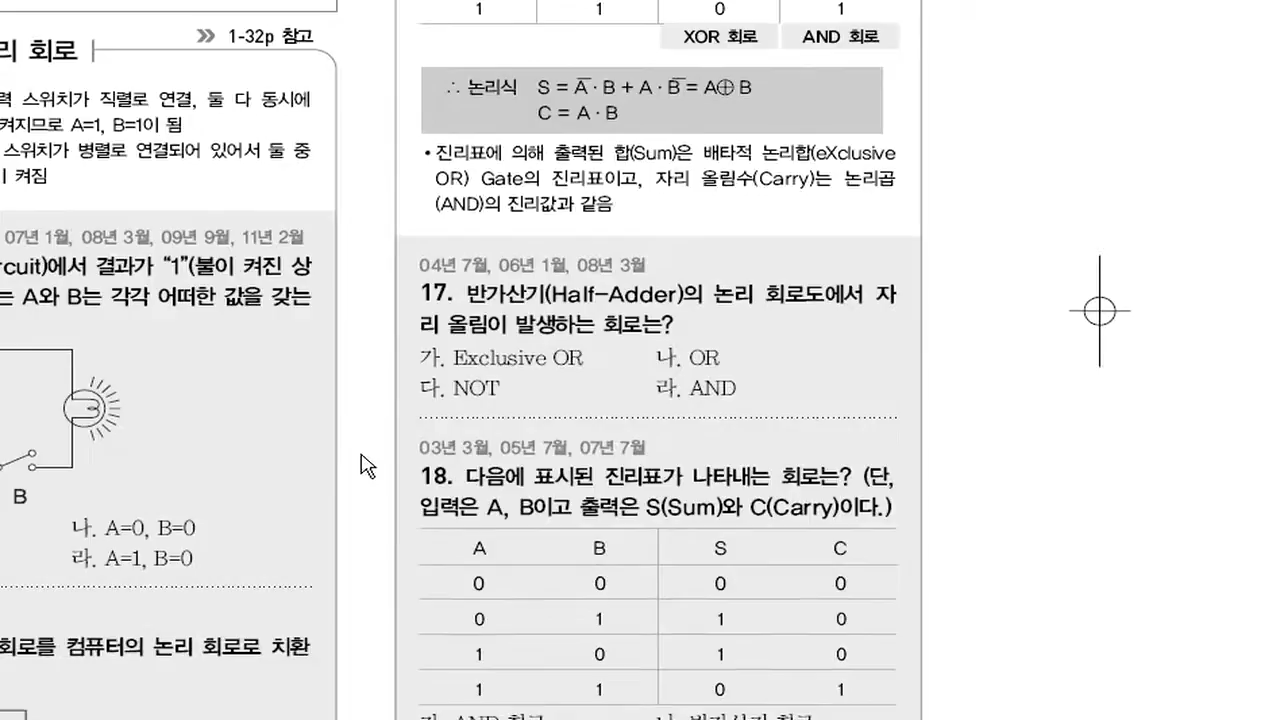 1-32p 참고
리 회로
력 스위치가 직렬로 연결, 둘 다 동시에
켜지므로 A=1, B=1이 됨
스위치가 병렬로 연결되어 있어서 둘 중
켜짐
07년 1월, 08년 3월, 09년 9월, 11년 2월
rcuit)에서 결과가 “1”(불이 켜진 상
는 A와 B는 각각 어떠한 값을 갖는
B
나. A=0, B=0
라. A=1, B=0
회로를 컴퓨터의 논리 회로로 치환
1 1 0 1
XOR 회로 AND 회로
∴ 논리식 S = A̅ · B + A · B̅ = A⊕B
C = A · B
• 진리표에 의해 출력된 합(Sum)은 배타적 논리합(eXclusive
OR) Gate의 진리표이고, 자리 올림수(Carry)는 논리곱
(AND)의 진리값과 같음
04년 7월, 06년 1월, 08년 3월
17. 반가산기(Half-Adder)의 논리 회로도에서 자
리 올림이 발생하는 회로는?
가. Exclusive OR 나. OR
다. NOT 라. AND
03년 3월, 05년 7월, 07년 7월
18. 다음에 표시된 진리표가 나타내는 회로는? (단,
입력은 A, B이고 출력은 S(Sum)와 C(Carry)이다.)
A B S C
0 0 0 0
0 1 1 0
1 0 1 0
1 1 0 1
가. AND 회로 나. 반가산기 회로